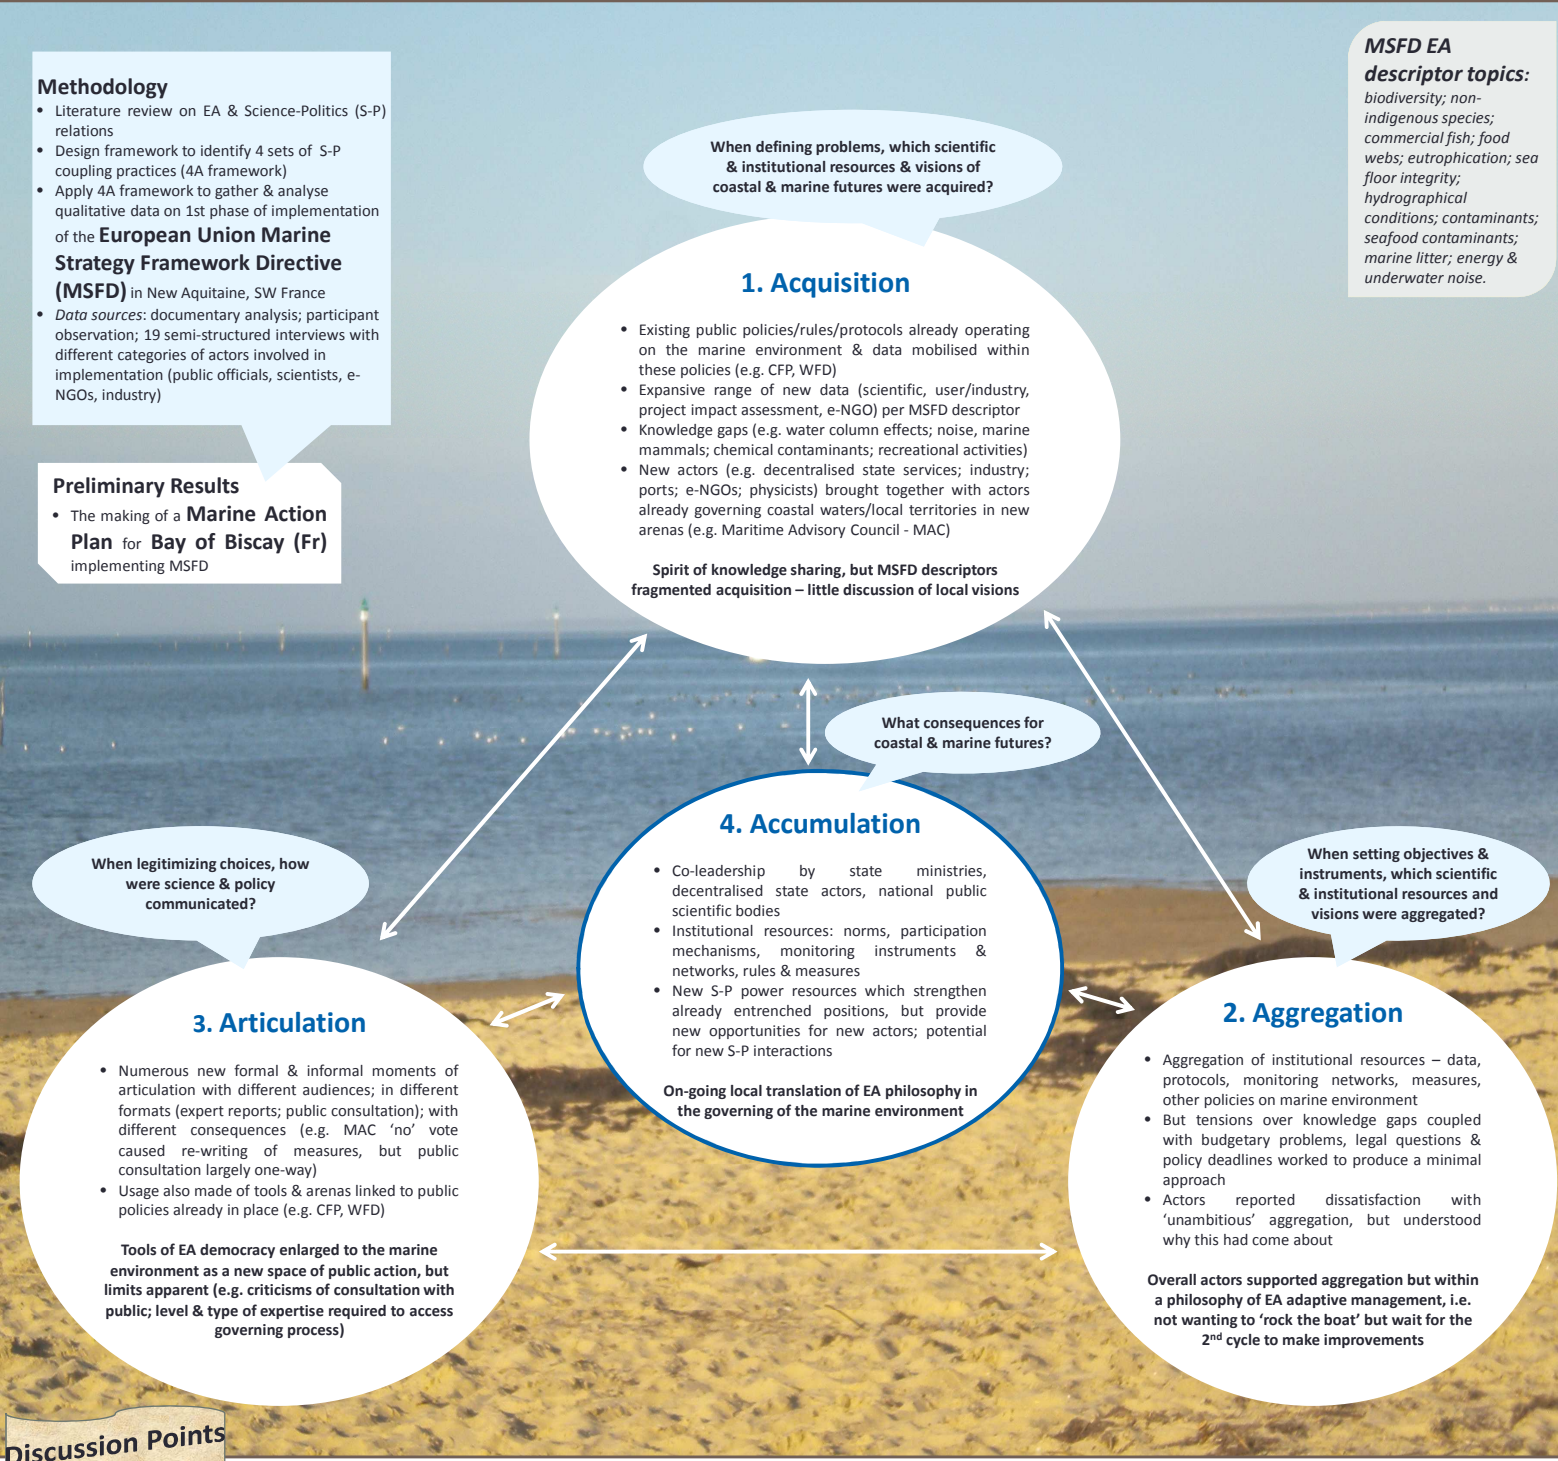 Methodology
• Literature review on EA & Science-Politics (S-P)
relations
• Design framework to identify 4 sets of S-P
coupling practices (4A framework)
• Apply 4A framework to gather & analyse
qualitative data on 1st phase of implementation
of the European Union Marine
Strategy Framework Directive
(MSFD) in New Aquitaine, SW France
• Data sources: documentary analysis; participant
observation; 19 semi-structured interviews with
different categories of actors involved in
implementation (public officials, scientists, e-
NGOs, industry)
Preliminary Results
• The making of a Marine Action
Plan for Bay of Biscay (Fr)
implementing MSFD
MSFD EA
descriptor topics:
biodiversity; non-
indigenous species;
commercial fish; food
webs; eutrophication; sea
floor integrity;
hydrographical
conditions; contaminants;
seafood contaminants;
marine litter; energy &
underwater noise.
When defining problems, which scientific
& institutional resources & visions of
coastal & marine futures were acquired?
1. Acquisition
• Existing public policies/rules/protocols already operating
on the marine environment & data mobilised within
these policies (e.g. CFP, WFD)
• Expansive range of new data (scientific, user/industry,
project impact assessment, e-NGO) per MSFD descriptor
• Knowledge gaps (e.g. water column effects; noise, marine
mammals; chemical contaminants; recreational activities)
• New actors (e.g. decentralised state services; industry;
ports; e-NGOs; physicists) brought together with actors
already governing coastal waters/local territories in new
arenas (e.g. Maritime Advisory Council - MAC)
Spirit of knowledge sharing, but MSFD descriptors
fragmented acquisition – little discussion of local visions
What consequences for
coastal & marine futures?
4. Accumulation
• Co-leadership by state ministries,
decentralised state actors, national public
scientific bodies
• Institutional resources: norms, participation
mechanisms, monitoring instruments &
networks, rules & measures
• New S-P power resources which strengthen
already entrenched positions, but provide
new opportunities for new actors; potential
for new S-P interactions
On-going local translation of EA philosophy in
the governing of the marine environment
When legitimizing choices, how
were science & policy
communicated?
3. Articulation
• Numerous new formal & informal moments of
articulation with different audiences; in different
formats (expert reports; public consultation); with
different consequences (e.g. MAC ‘no’ vote
caused re-writing of measures, but public
consultation largely one-way)
• Usage also made of tools & arenas linked to public
policies already in place (e.g. CFP, WFD)
Tools of EA democracy enlarged to the marine
environment as a new space of public action, but
limits apparent (e.g. criticisms of consultation with
public; level & type of expertise required to access
governing process)
When setting objectives &
instruments, which scientific
& institutional resources and
visions were aggregated?
2. Aggregation
• Aggregation of institutional resources – data,
protocols, monitoring networks, measures,
other policies on marine environment
• But tensions over knowledge gaps coupled
with budgetary problems, legal questions &
policy deadlines worked to produce a minimal
approach
• Actors reported dissatisfaction with
‘unambitious’ aggregation, but understood
why this had come about
Overall actors supported aggregation but within
a philosophy of EA adaptive management, i.e.
not wanting to ‘rock the boat’ but wait for the
2nd cycle to make improvements
Discussion Points